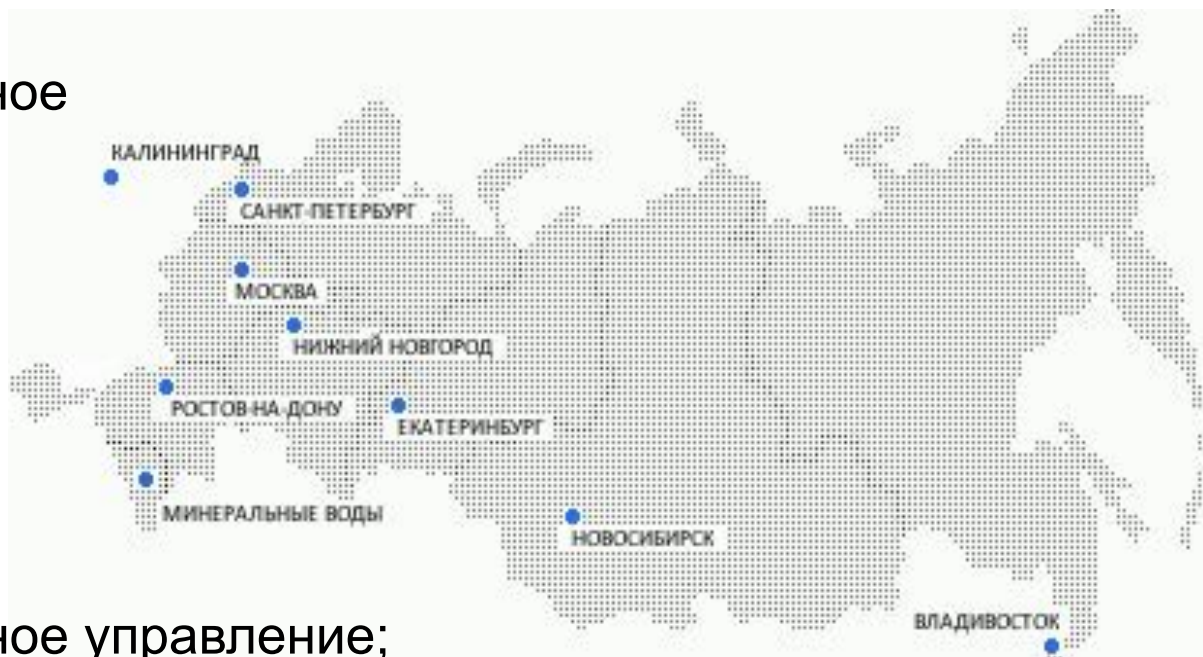 ное
КАЛИНИНГРАД
САНКТ-ПЕТЕРБУРГ
МОСКВА
НИЖНИЙ НОВГОРОД
РОСТОВ-НА-ДОНУ
ЕКАТЕРИНБУРГ
МИНЕРАЛЬНЫЕ ВОДЫ
НОВОСИБИРСК
ВЛАДИВОСТОК
ное управление;